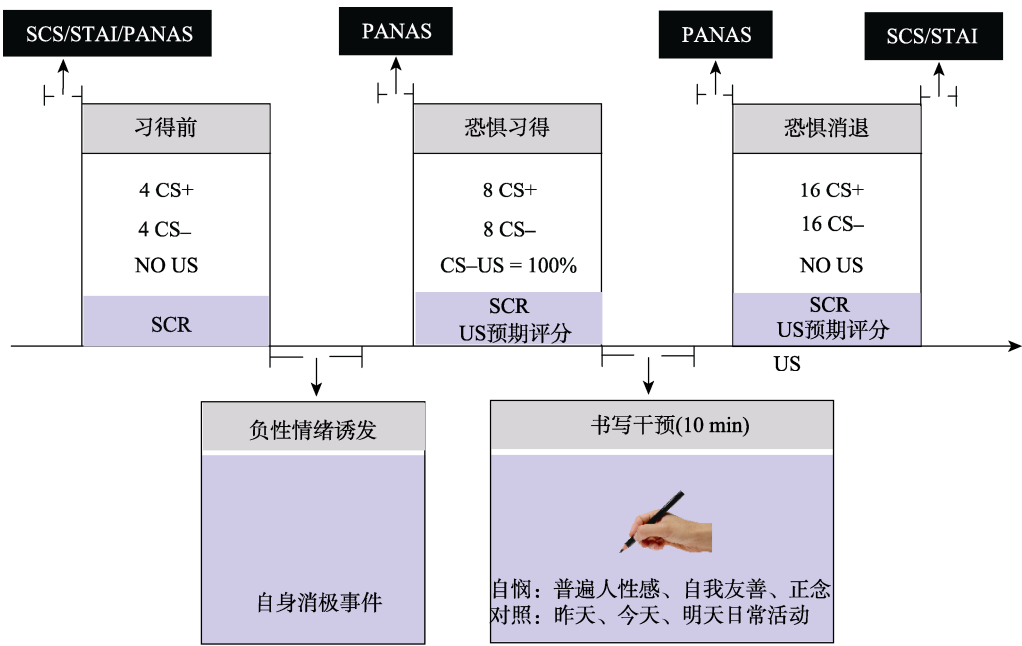 SCS/STAI/PANAS
PANAS
PANAS
SCS/STAI
习得前
4 CS+
4 CS–
NO US
SCR
恐惧习得
8 CS+
8 CS–
CS–US = 100%
SCR
US预期评分
恐惧消退
16 CS+
16 CS–
NO US
SCR
US预期评分
US
负性情绪诱发
自身消极事件
书写干预(10 min)
自悯：普遍人性感、自我友善、正念
对照：昨天、今天、明天日常活动